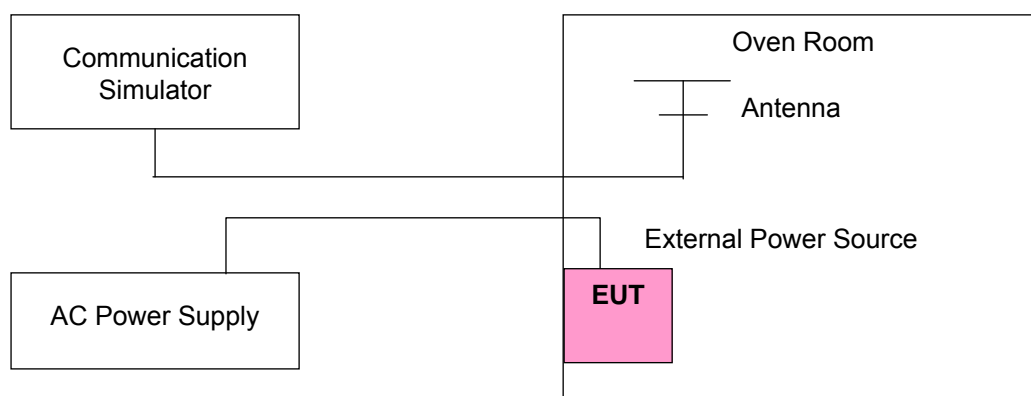 Communication
Simulator
Oven Room
Antenna
External Power Source
EUT
AC Power Supply